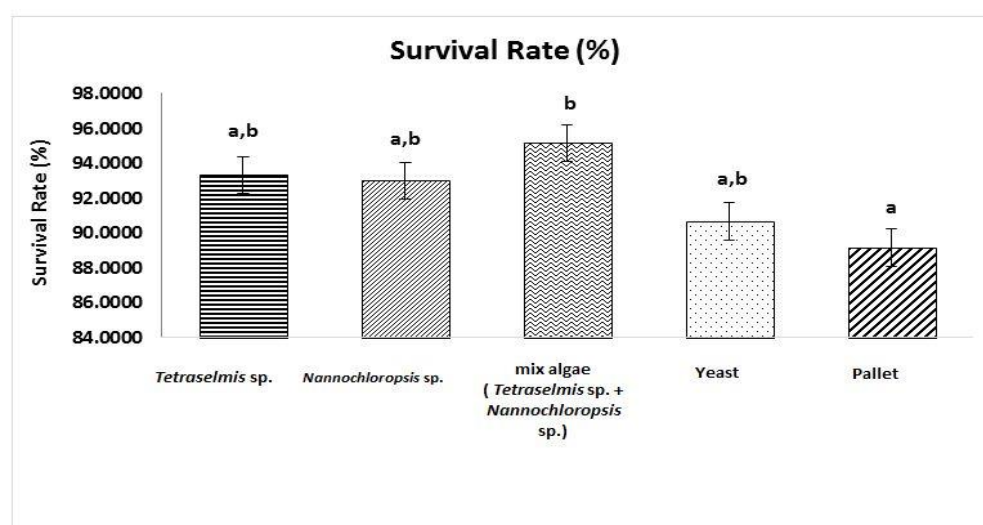 Survival Rate (%)
98.0000
96.0000
94.0000
92.0000
90.0000
88.0000
86.0000
84.0000
Survival Rate (%)
a,b
a,b
b
a,b
a
Tetraselmis sp.
Nannochloropsis sp.
mix algae
( Tetraselmis sp. +
Nannochloropsis
sp.)
Yeast
Pallet